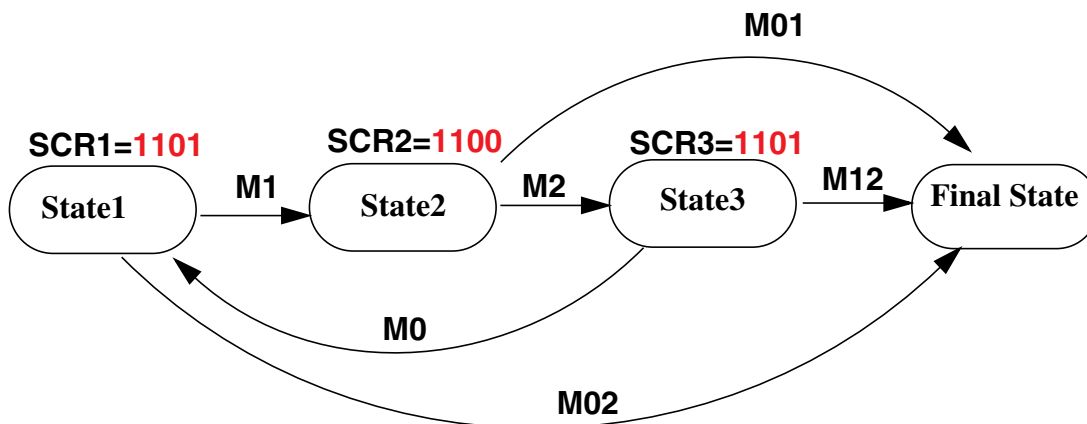 M01
SCR1=1101
SCR2=1100
SCR3=1101
State1
M1
State2
M2
State3
M12
Final State
M0
M02